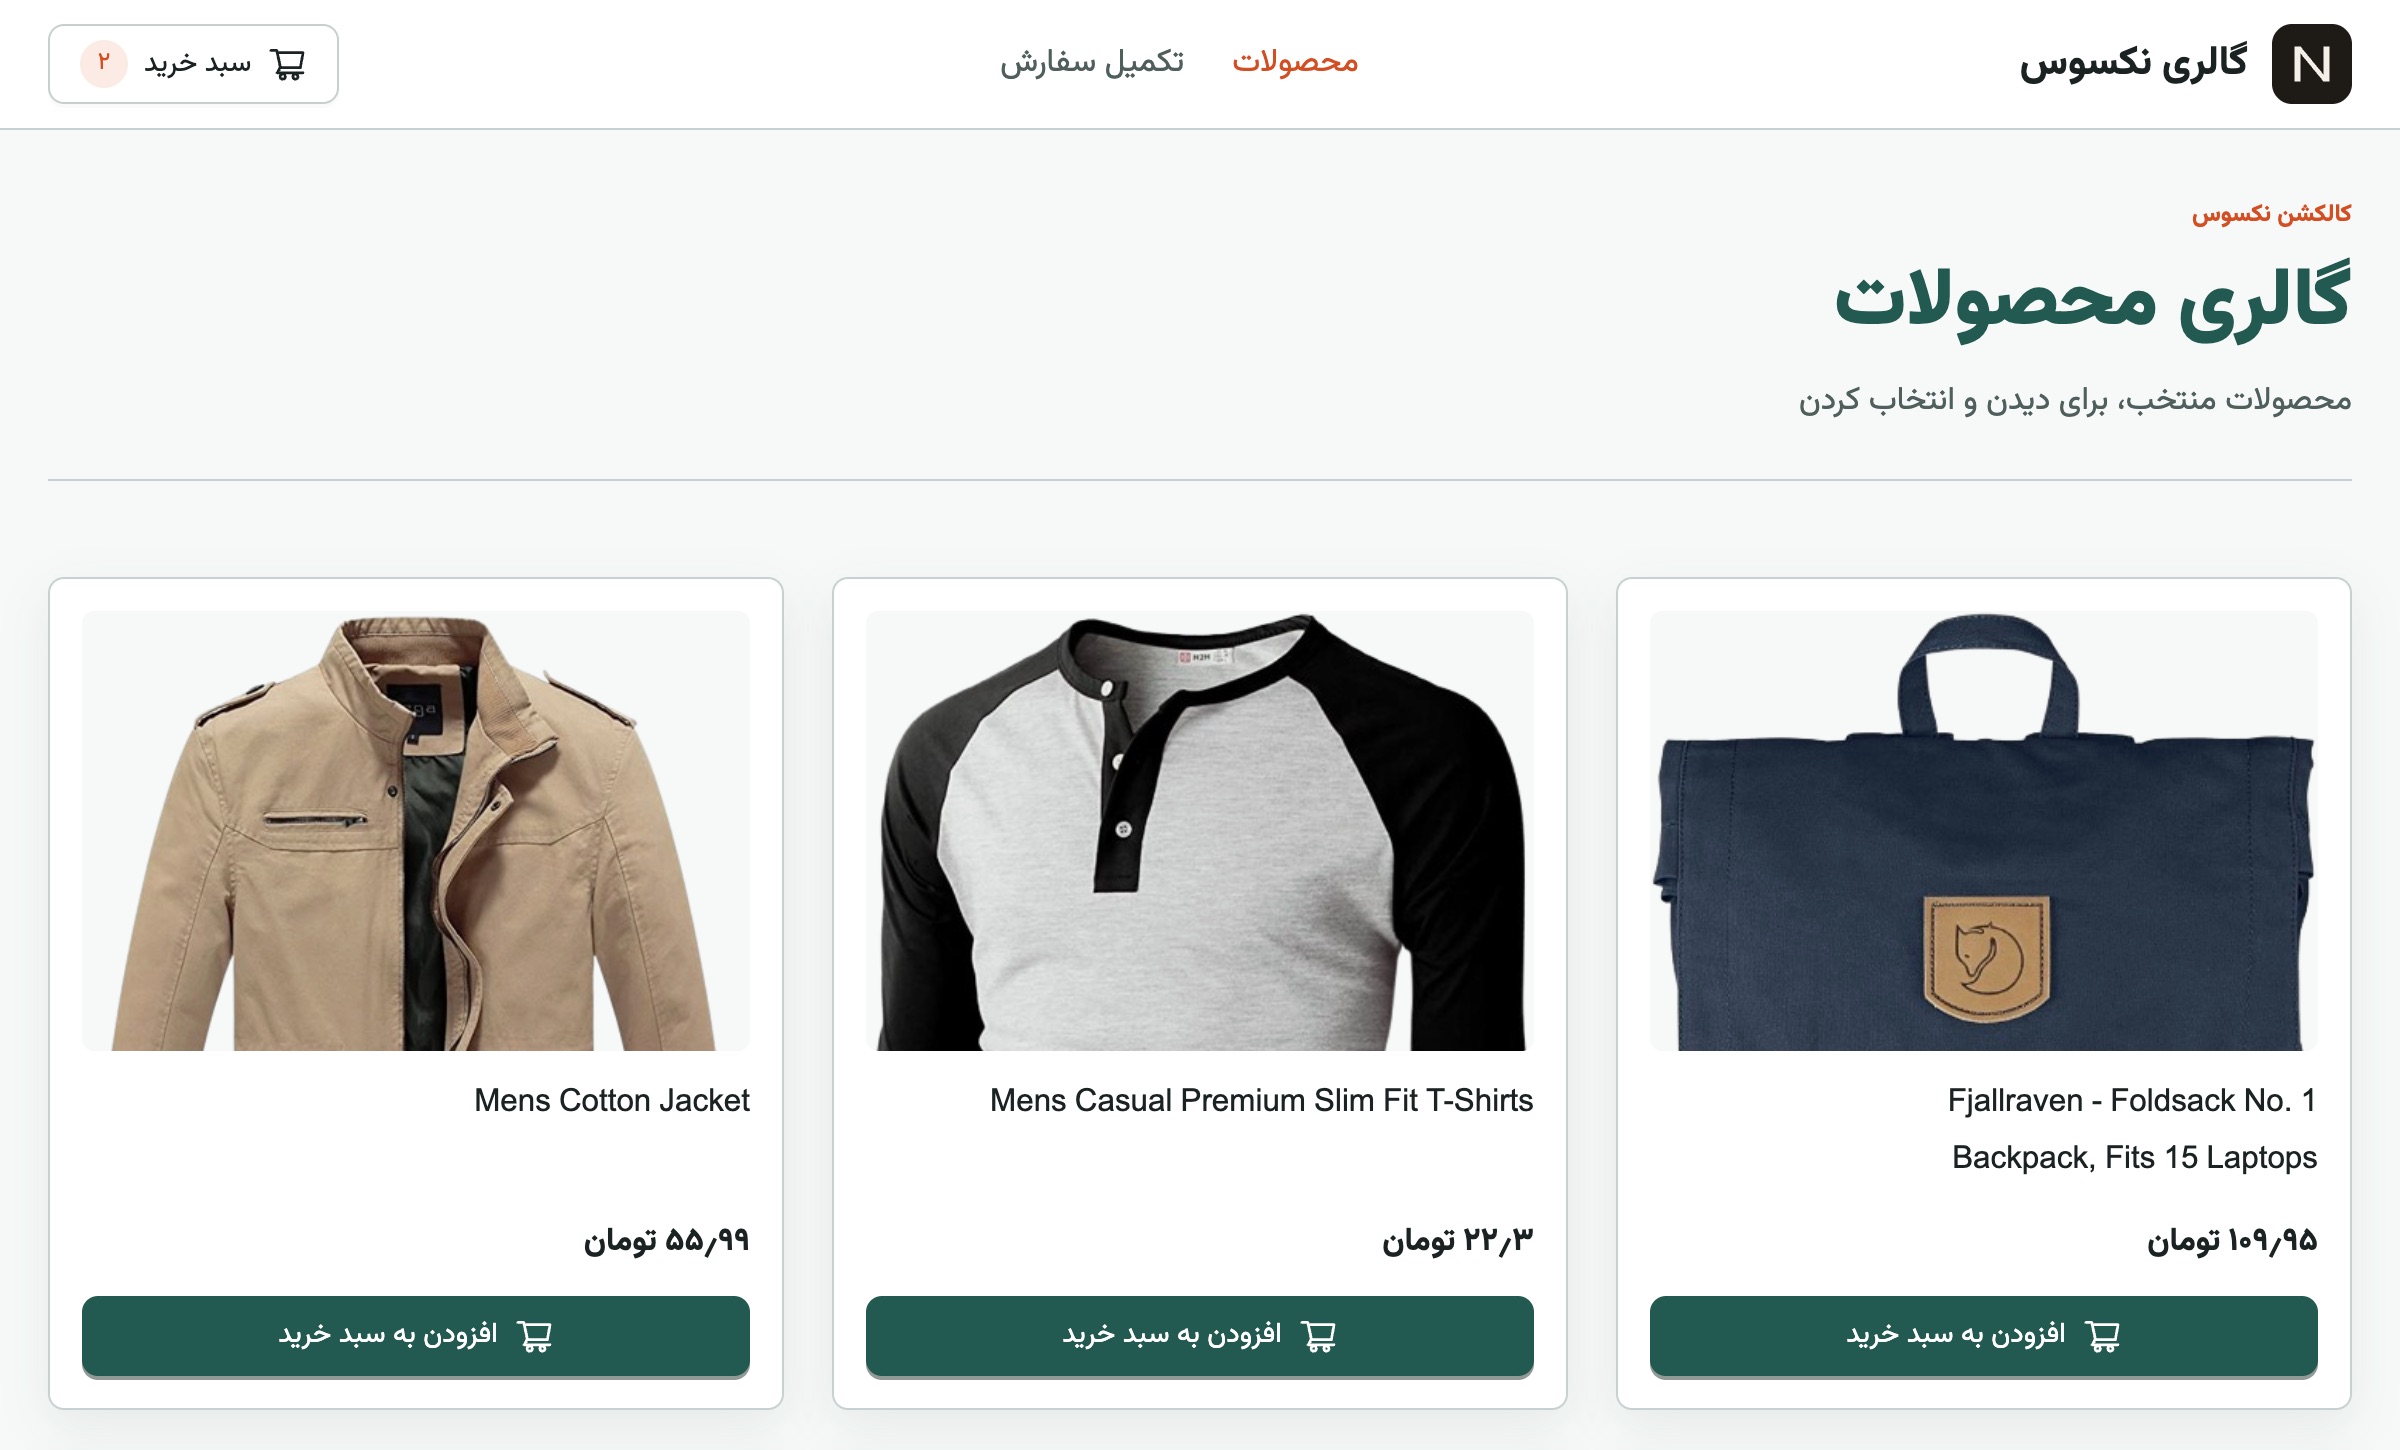 N
گالری نکسوس
محصولات
تکمیل سفارش
سبد خرید
۲
کالکشن نکسوس
گالری محصولات
محصولات منتخب، برای دیدن و انتخاب کردن
Fjallraven - Foldsack No. 1
Backpack, Fits 15 Laptops
۱۰۹٫۹۵ تومان
افزودن به سبد خرید
H2H
Mens Casual Premium Slim Fit T-Shirts
۲۲٫۳ تومان
افزودن به سبد خرید
Mens Cotton Jacket
۵۵٫۹۹ تومان
افزودن به سبد خرید